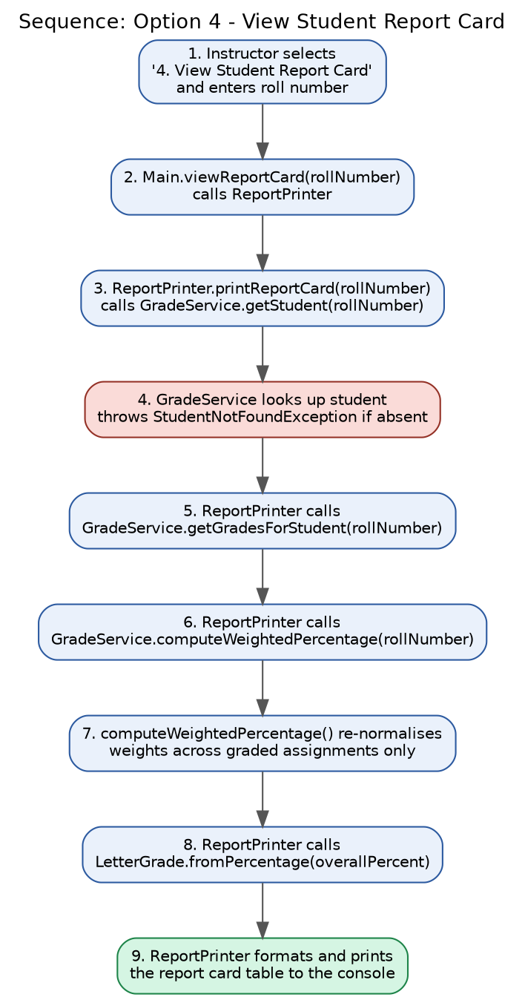 Sequence: Option 4 - View Student Report Card
1. Instructor selects
'4. View Student Report Card'
and enters roll number
2. Main.viewReportCard(rollNumber)
calls ReportPrinter
3. ReportPrinter.printReportCard(rollNumber)
calls GradeService.getStudent(rollNumber)
4. GradeService looks up student
throws StudentNotFoundException if absent
5. ReportPrinter calls
GradeService.getGradesForStudent(rollNumber)
6. ReportPrinter calls
GradeService.computeWeightedPercentage(rollNumber)
7. computeWeightedPercentage() re-normalises
weights across graded assignments only
8. ReportPrinter calls
LetterGrade.fromPercentage(overallPercent)
9. ReportPrinter formats and prints
the report card table to the console